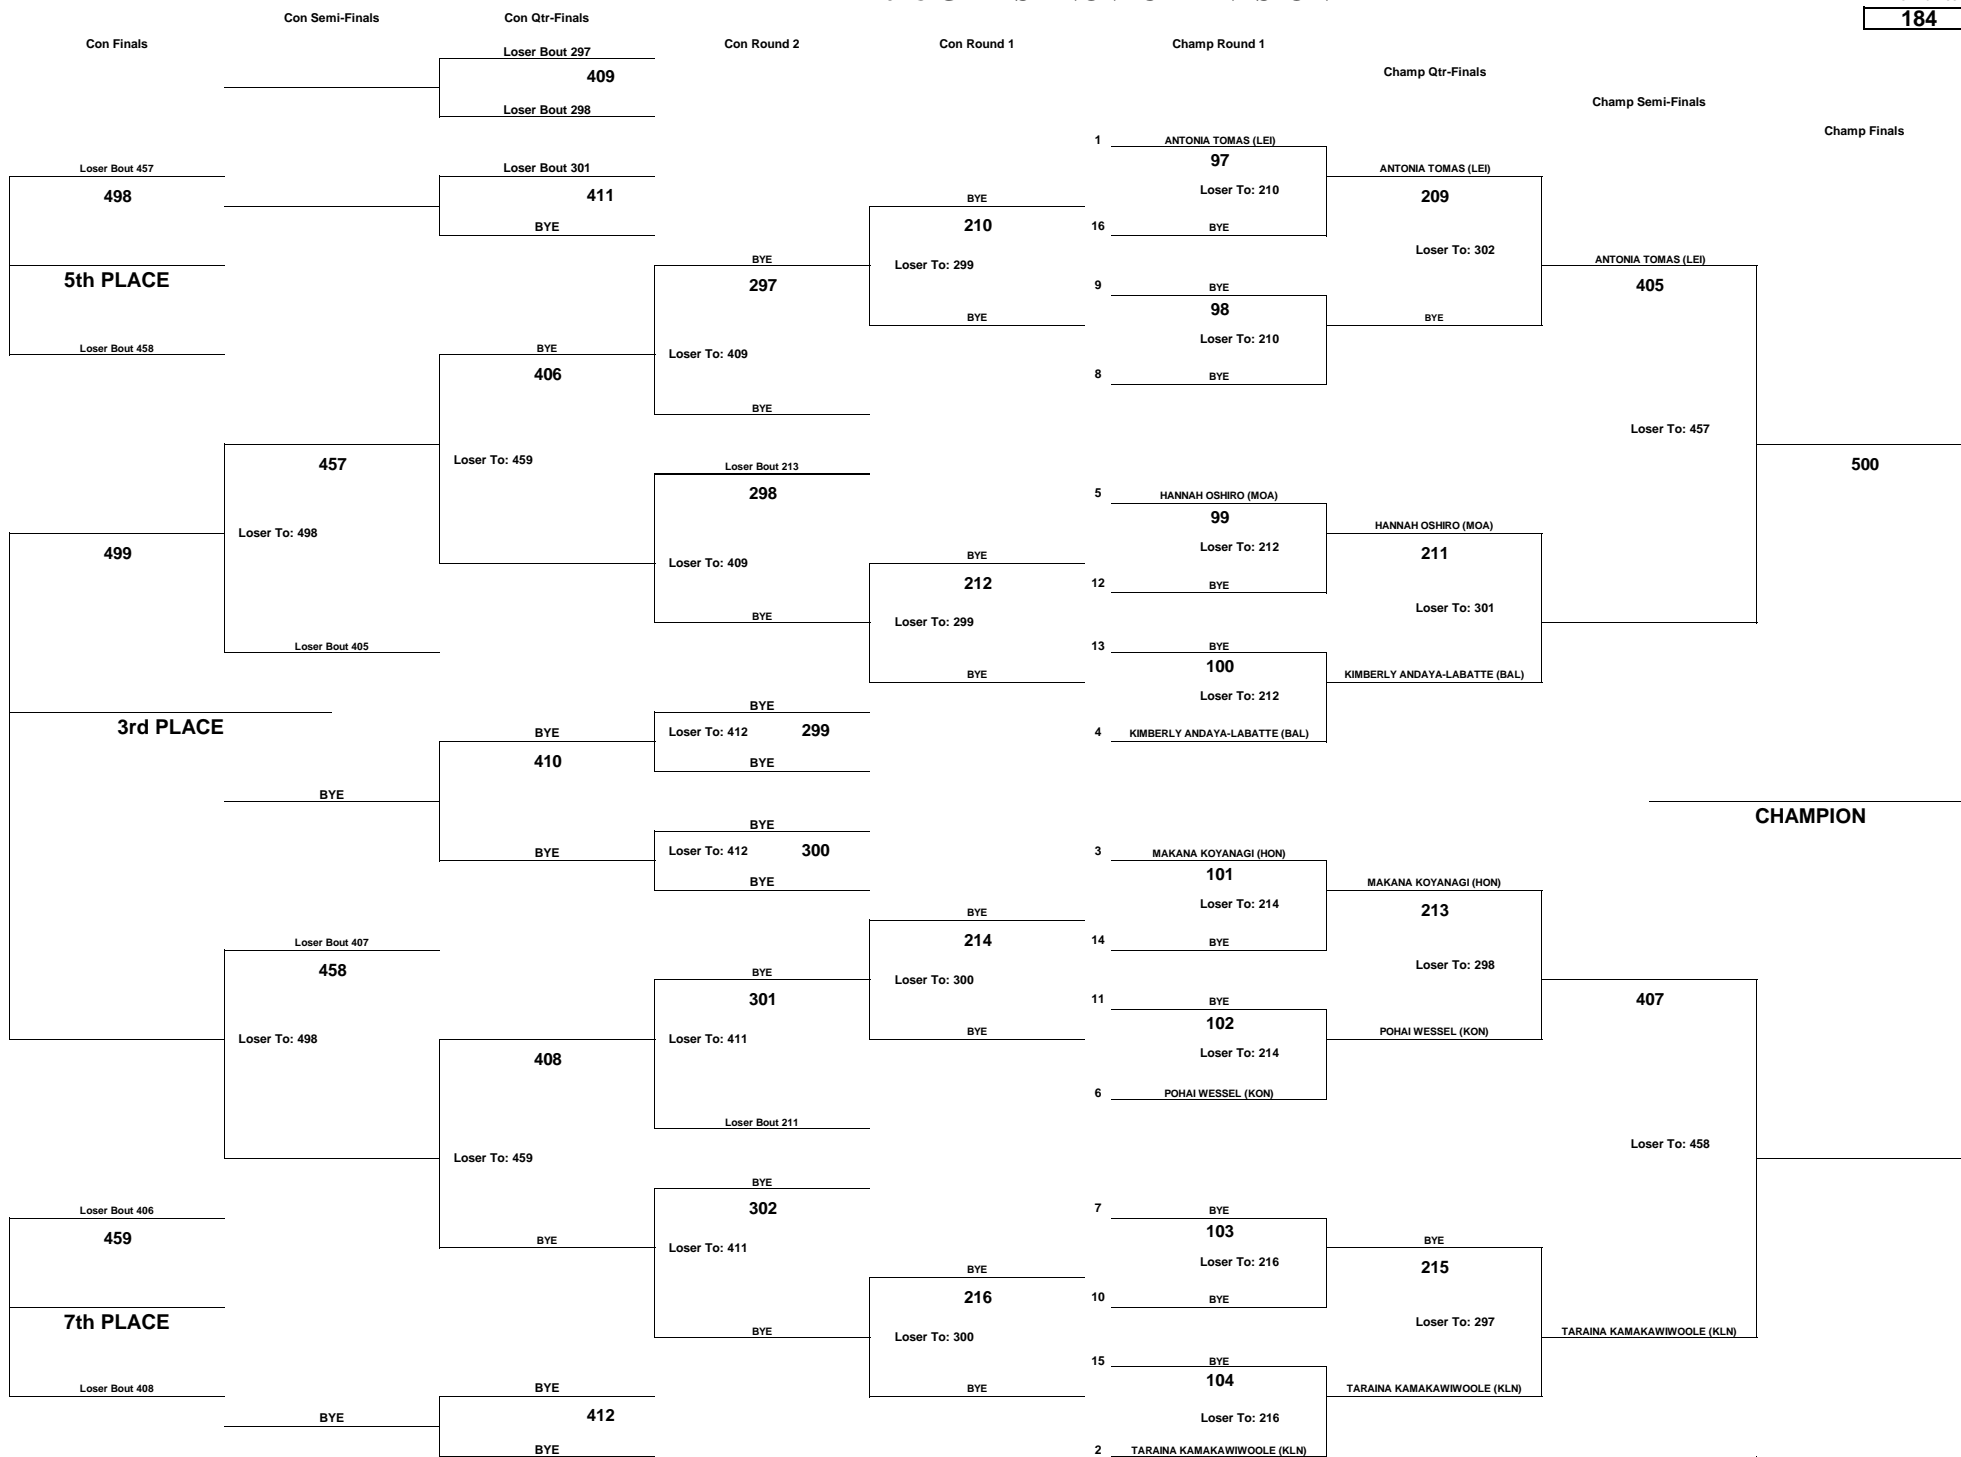 184
Con Semi-Finals
Con Qtr-Finals
Con Finals
Con Round 2
Con Round 1
Champ Round 1
Champ Qtr-Finals
Champ Semi-Finals
Champ Finals
Loser Bout 297
409
Loser Bout 298
Loser Bout 457
498
5th PLACE
Loser Bout 458
499
3rd PLACE
Loser Bout 406
459
7th PLACE
Loser Bout 408
457
Loser To: 498
Loser Bout 405
BYE
Loser Bout 407
458
Loser To: 498
BYE
Loser Bout 301
411
BYE
BYE
406
Loser To: 459
BYE
410
BYE
408
Loser To: 459
BYE
BYE
412
BYE
BYE
297
Loser To: 409
BYE
Loser Bout 213
298
Loser To: 409
BYE
BYE
Loser To: 412 299
BYE
BYE
Loser To: 412 300
BYE
BYE
301
Loser To: 411
Loser Bout 211
BYE
302
Loser To: 411
BYE
BYE
210
Loser To: 299
BYE
BYE
212
Loser To: 299
BYE
BYE
214
Loser To: 300
BYE
BYE
216
Loser To: 300
BYE
1 ANTONIA TOMAS (LEI)
97
Loser To: 210
16 BYE
9 BYE
98
Loser To: 210
8 BYE
5 HANNAH OSHIRO (MOA)
99
Loser To: 212
12 BYE
13 BYE
100
Loser To: 212
4 KIMBERLY ANDAYA-LABATTE (BAL)
3 MAKANA KOYANAGI (HON)
101
Loser To: 214
14 BYE
11 BYE
102
Loser To: 214
6 POHAI WESSEL (KON)
7 BYE
103
Loser To: 216
10 BYE
15 BYE
104
Loser To: 216
2 TARAINA KAMAKAWIWOOLE (KLN)
ANTONIA TOMAS (LEI)
209
Loser To: 302
BYE
HANNAH OSHIRO (MOA)
211
Loser To: 301
KIMBERLY ANDAYA-LABATTE (BAL)
MAKANA KOYANAGI (HON)
213
Loser To: 298
POHAI WESSEL (KON)
BYE
215
Loser To: 297
TARAINA KAMAKAWIWOOLE (KLN)
ANTONIA TOMAS (LEI)
405
Loser To: 457
407
Loser To: 458
TARAINA KAMAKAWIWOOLE (KLN)
500
CHAMPION